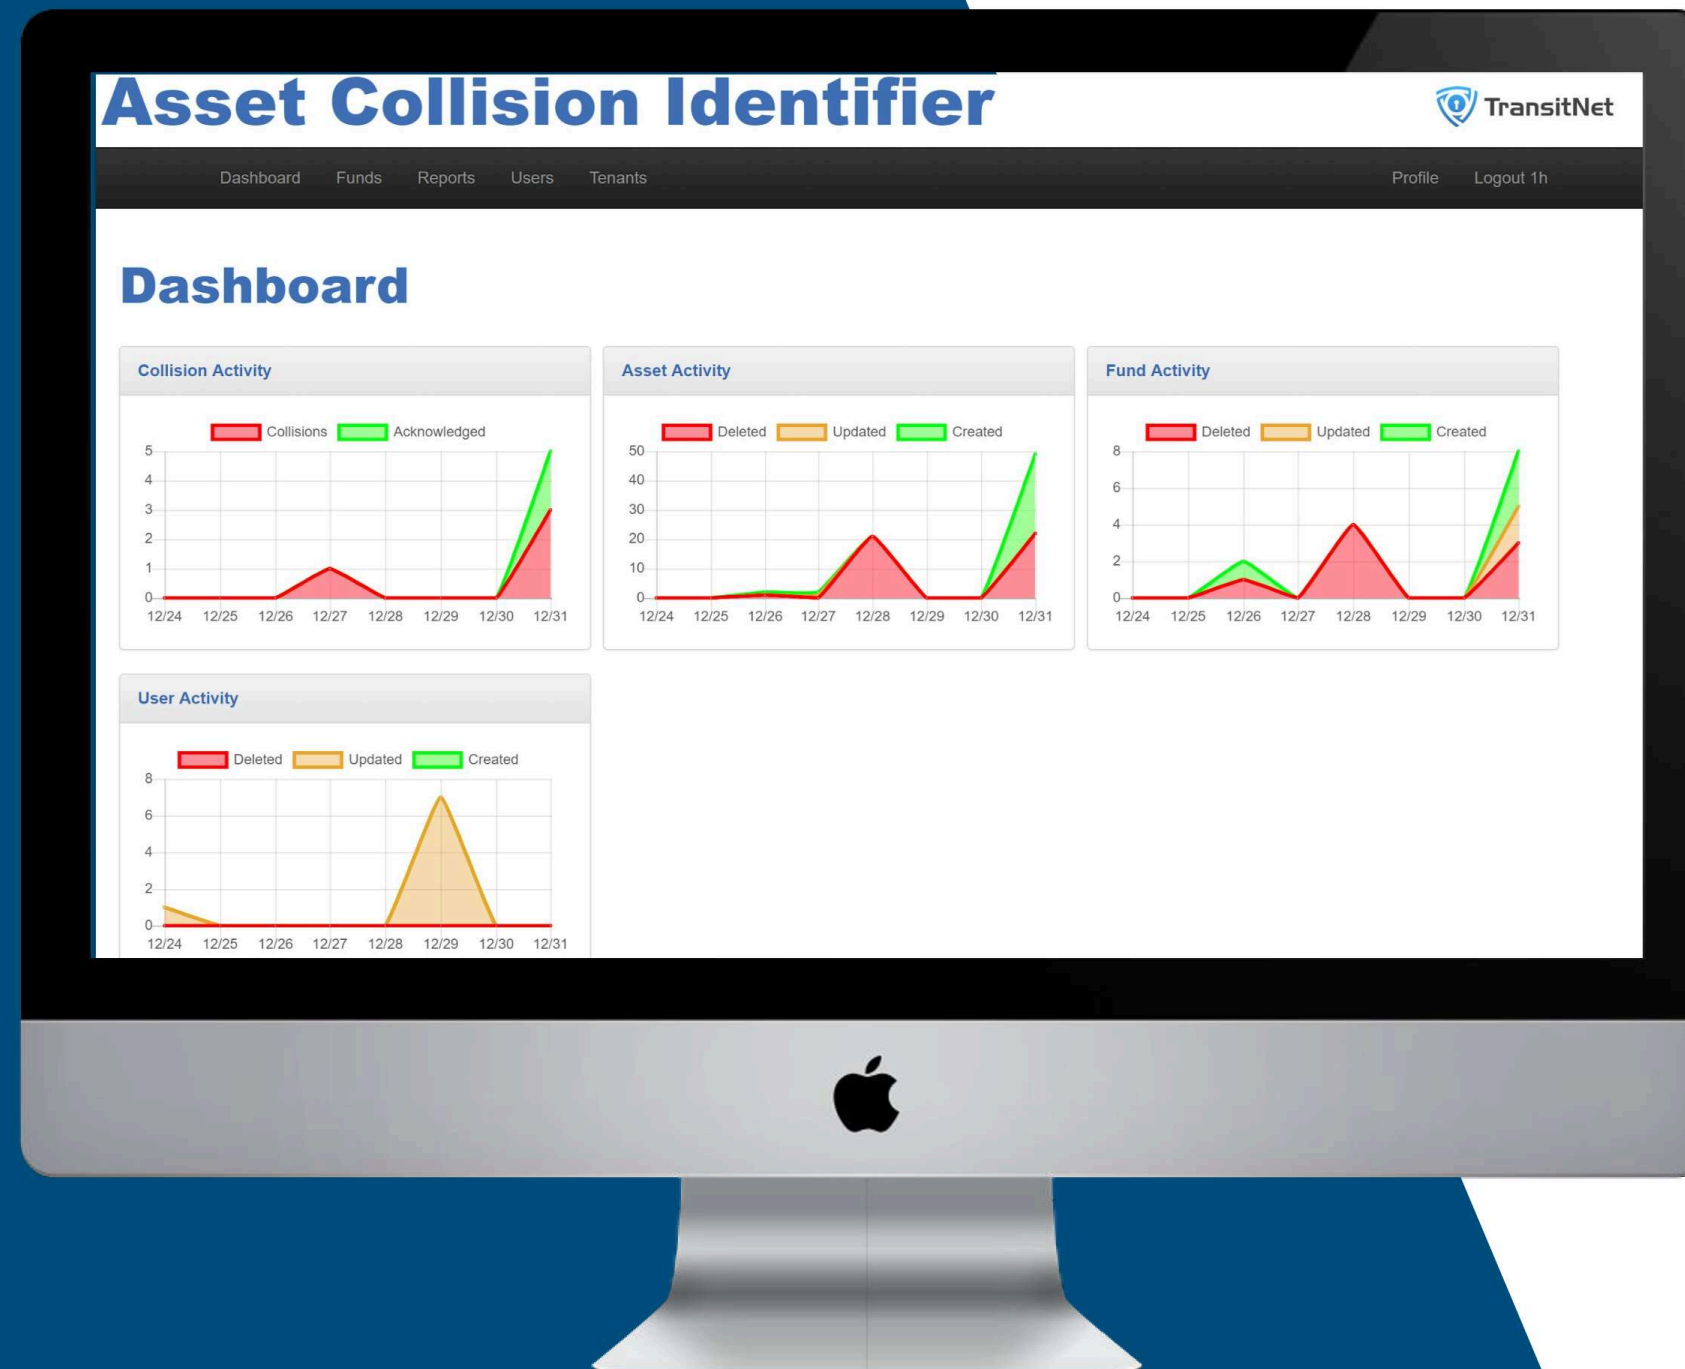 Asset Collision Identifier
TransitNet
Dashboard Funds Reports Users Tenants Profile Logout 1h
Dashboard
Collision Activity
Collisions Acknowledged
5
4
3
2
1
0
12/24 12/25 12/26 12/27 12/28 12/29 12/30 12/31
Asset Activity
Deleted Updated Created
50
40
30
20
10
0
12/24 12/25 12/26 12/27 12/28 12/29 12/30 12/31
Fund Activity
Deleted Updated Created
8
6
4
2
0
12/24 12/25 12/26 12/27 12/28 12/29 12/30 12/31
User Activity
Deleted Updated Created
8
6
4
2
0
12/24 12/25 12/26 12/27 12/28 12/29 12/30 12/31